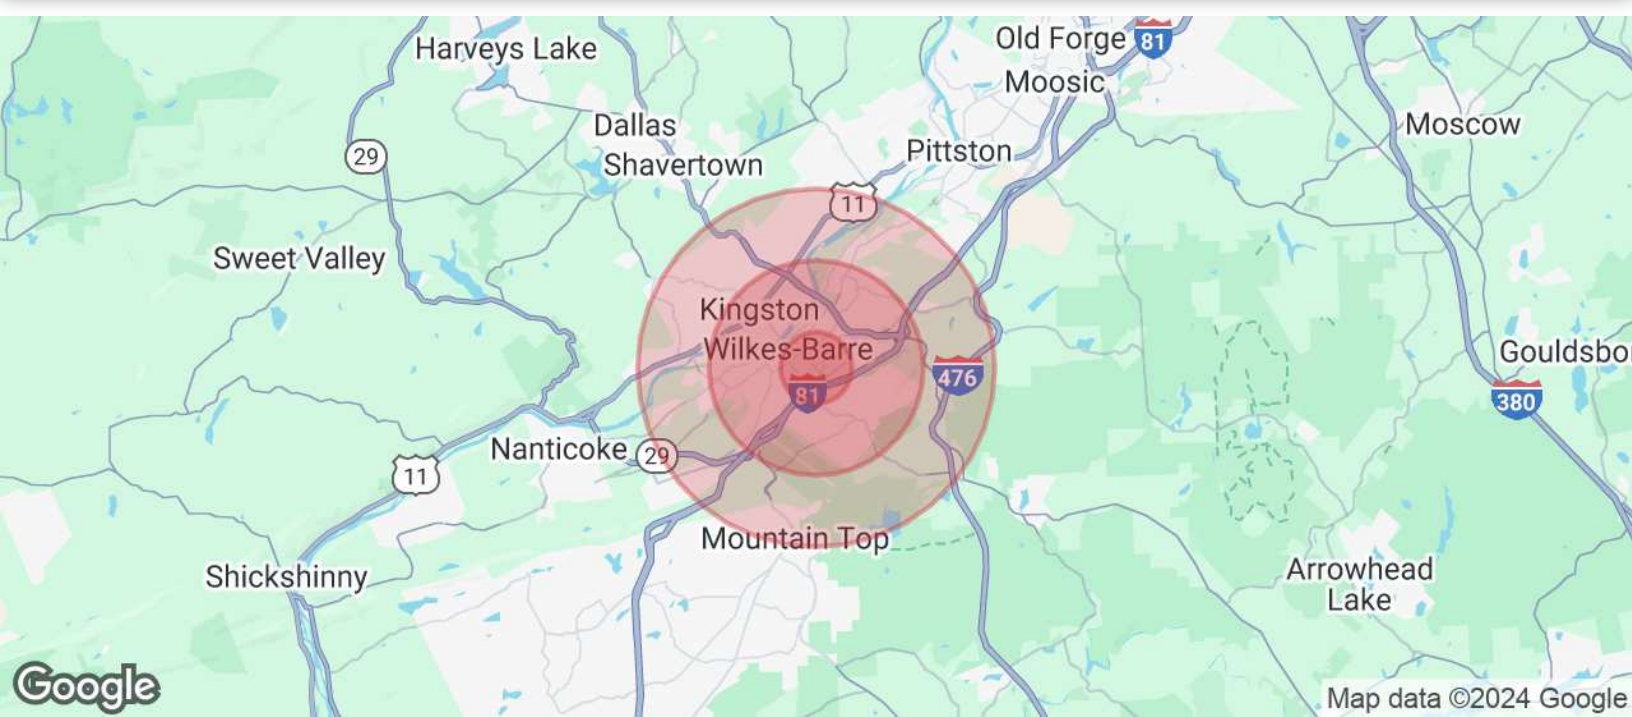 Harveys Lake
Old Forge
81
Moosic
Dallas
Moscow
29
Shavertown
Pittston
11
Sweet Valley
Kingston
Wilkes-Barre
Gouldsbo
81
476
380
Nanticoke
29
11
Mountain Top
Shickshinny
Arrowhead
Lake
Google
Map data ©2024 Google